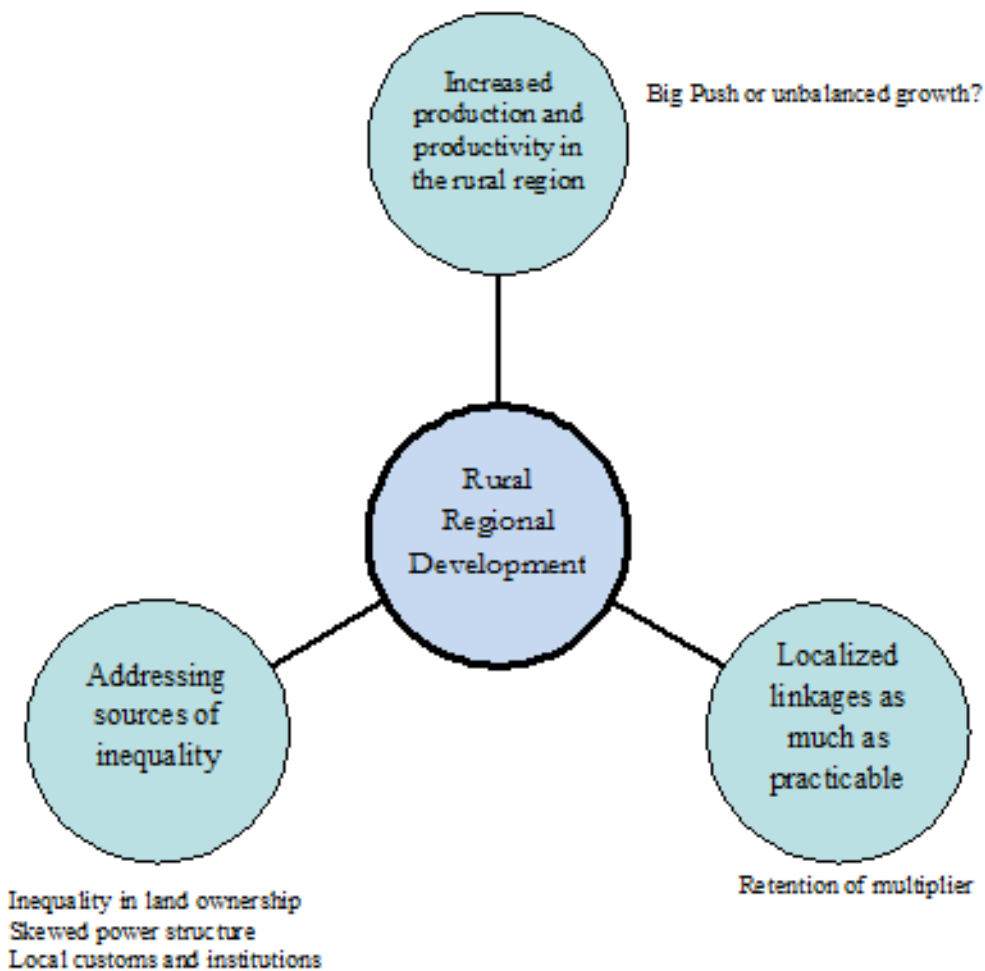 Increased
production and
productivity in
the rural region
Big Push or unbalanced growth?
Rural
Regional
Development
Addressing
sources of
inequality
Localized
linkages as
much as
practicable
Inequality in land ownership
Skewed power structure
Local customs and institutions
Retention of multiplier